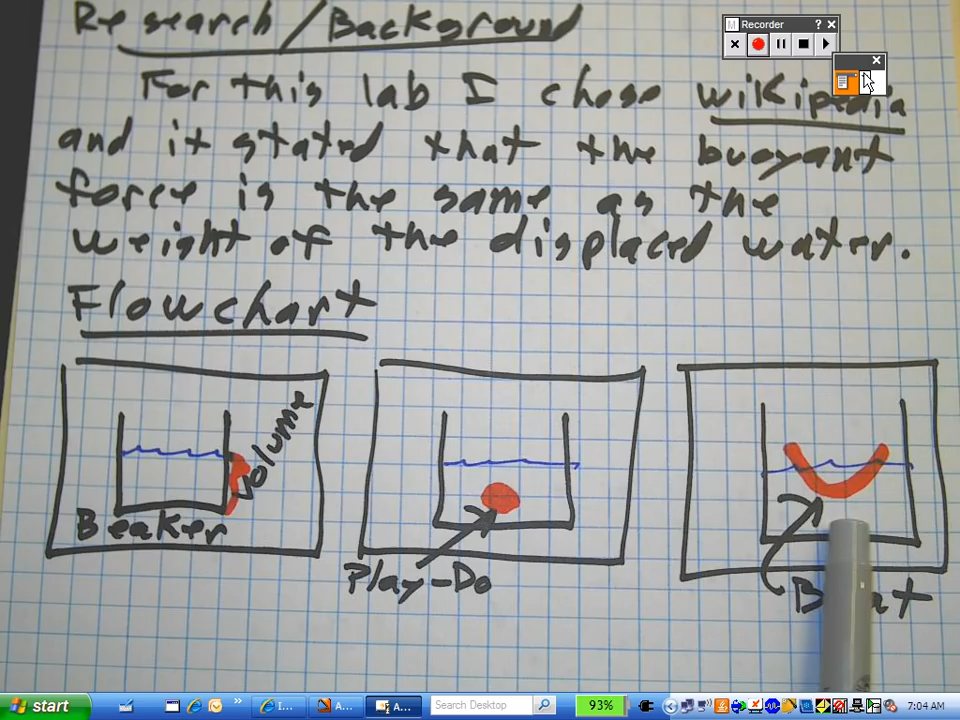 Research/Background
Recorder ? ×
For this lab I chose wikipedia
and it stated that the buoyant
force is the same as the
weight of the displaced water.
Flowchart
Volume
Beaker
Play-Do
start
Search Desktop
93%
7:04 AM